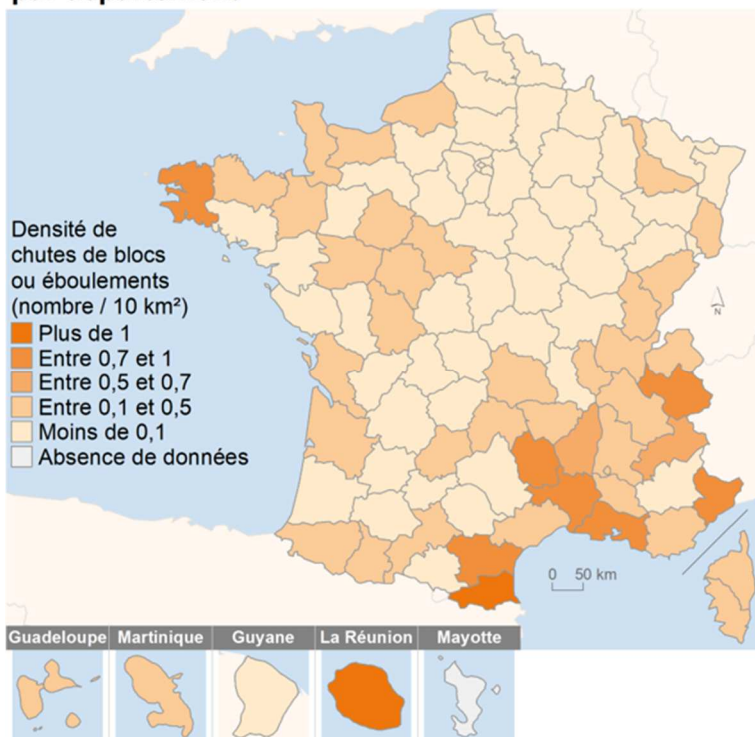 Densité de
chutes de blocs
ou éboulements
(nombre / 10 km²)
Plus de 1
Entre 0,7 et 1
Entre 0,5 et 0,7
Entre 0,1 et 0,5
Moins de 0,1
Absence de données
N
0 50 km
Guadeloupe Martinique Guyane La Réunion Mayotte